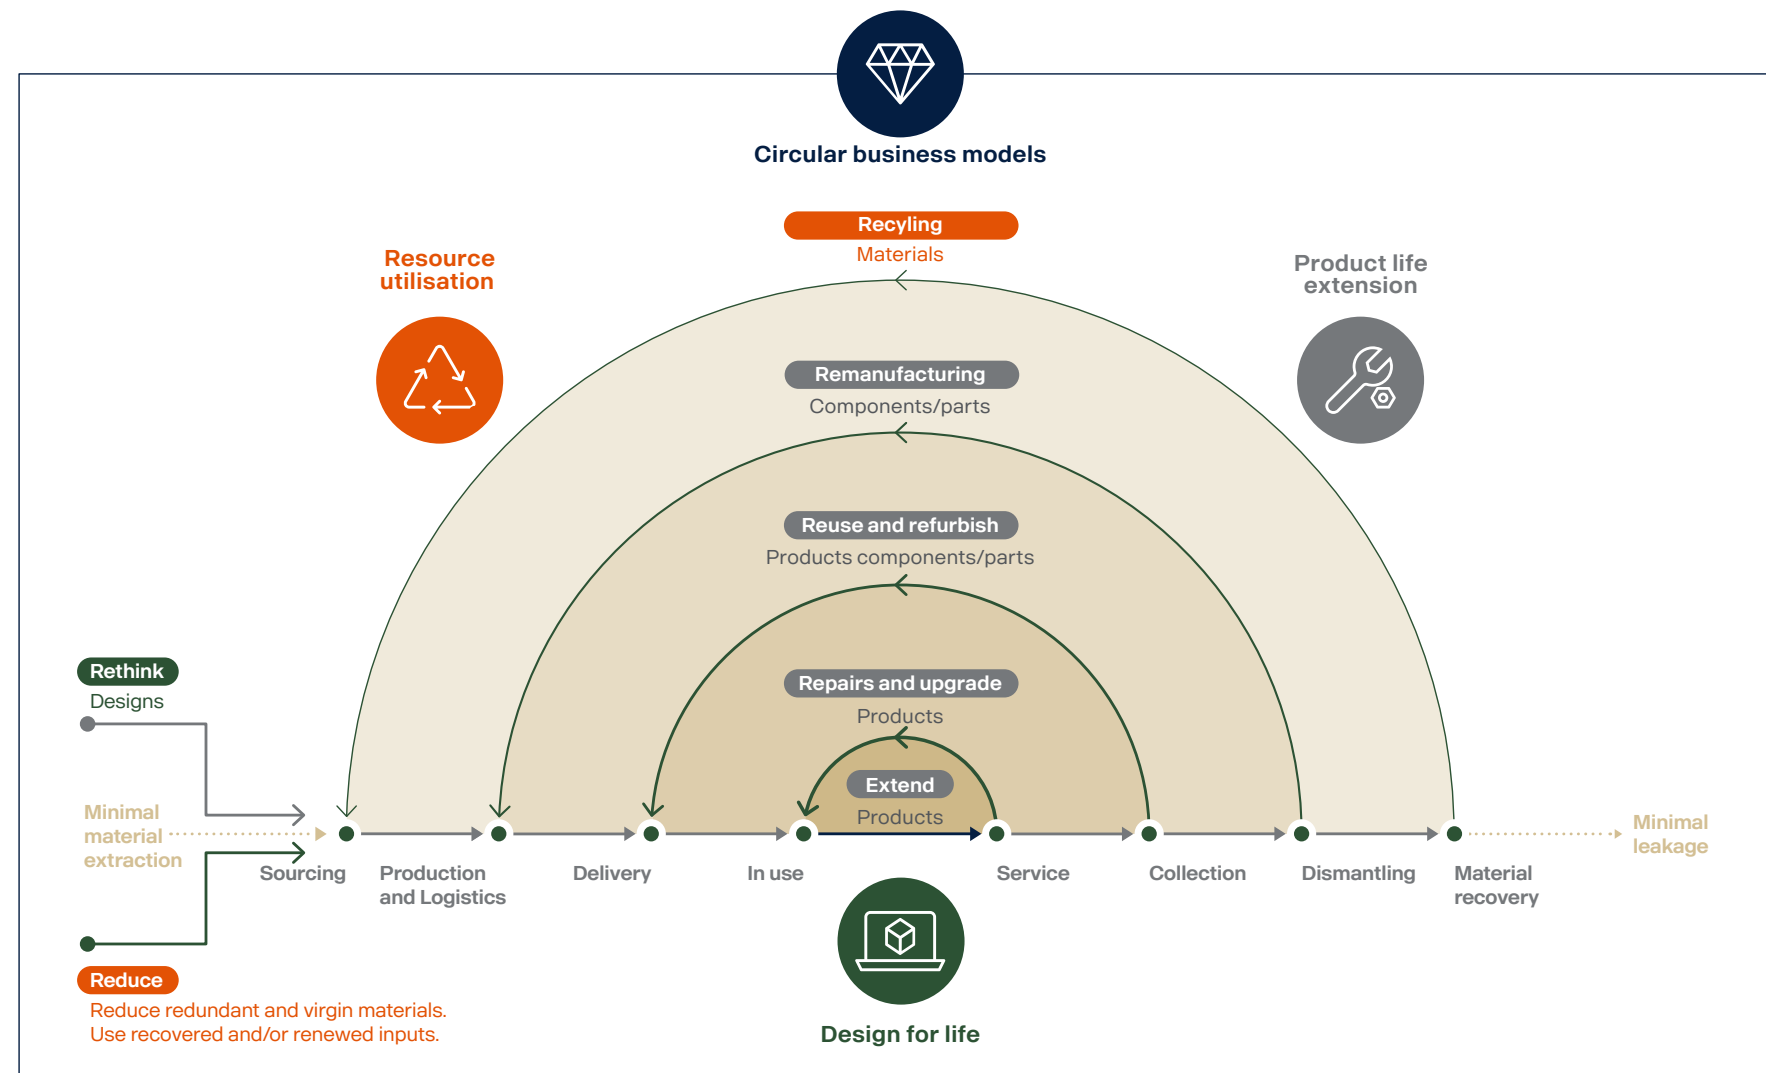 Circular business models
Recyling
Materials
Resource
utilisation
Product life
extension
Remanufacturing
Components/parts
Reuse and refurbish
Products components/parts
Rethink
Designs
Repairs and upgrade
Products
Extend
Products
Minimal
material
extraction
Minimal
leakage
Sourcing
Production
and Logistics
Delivery
In use
Service
Collection
Dismantling
Material
recovery
Reduce
Reduce redundant and virgin materials.
Use recovered and/or renewed inputs.
Design for life